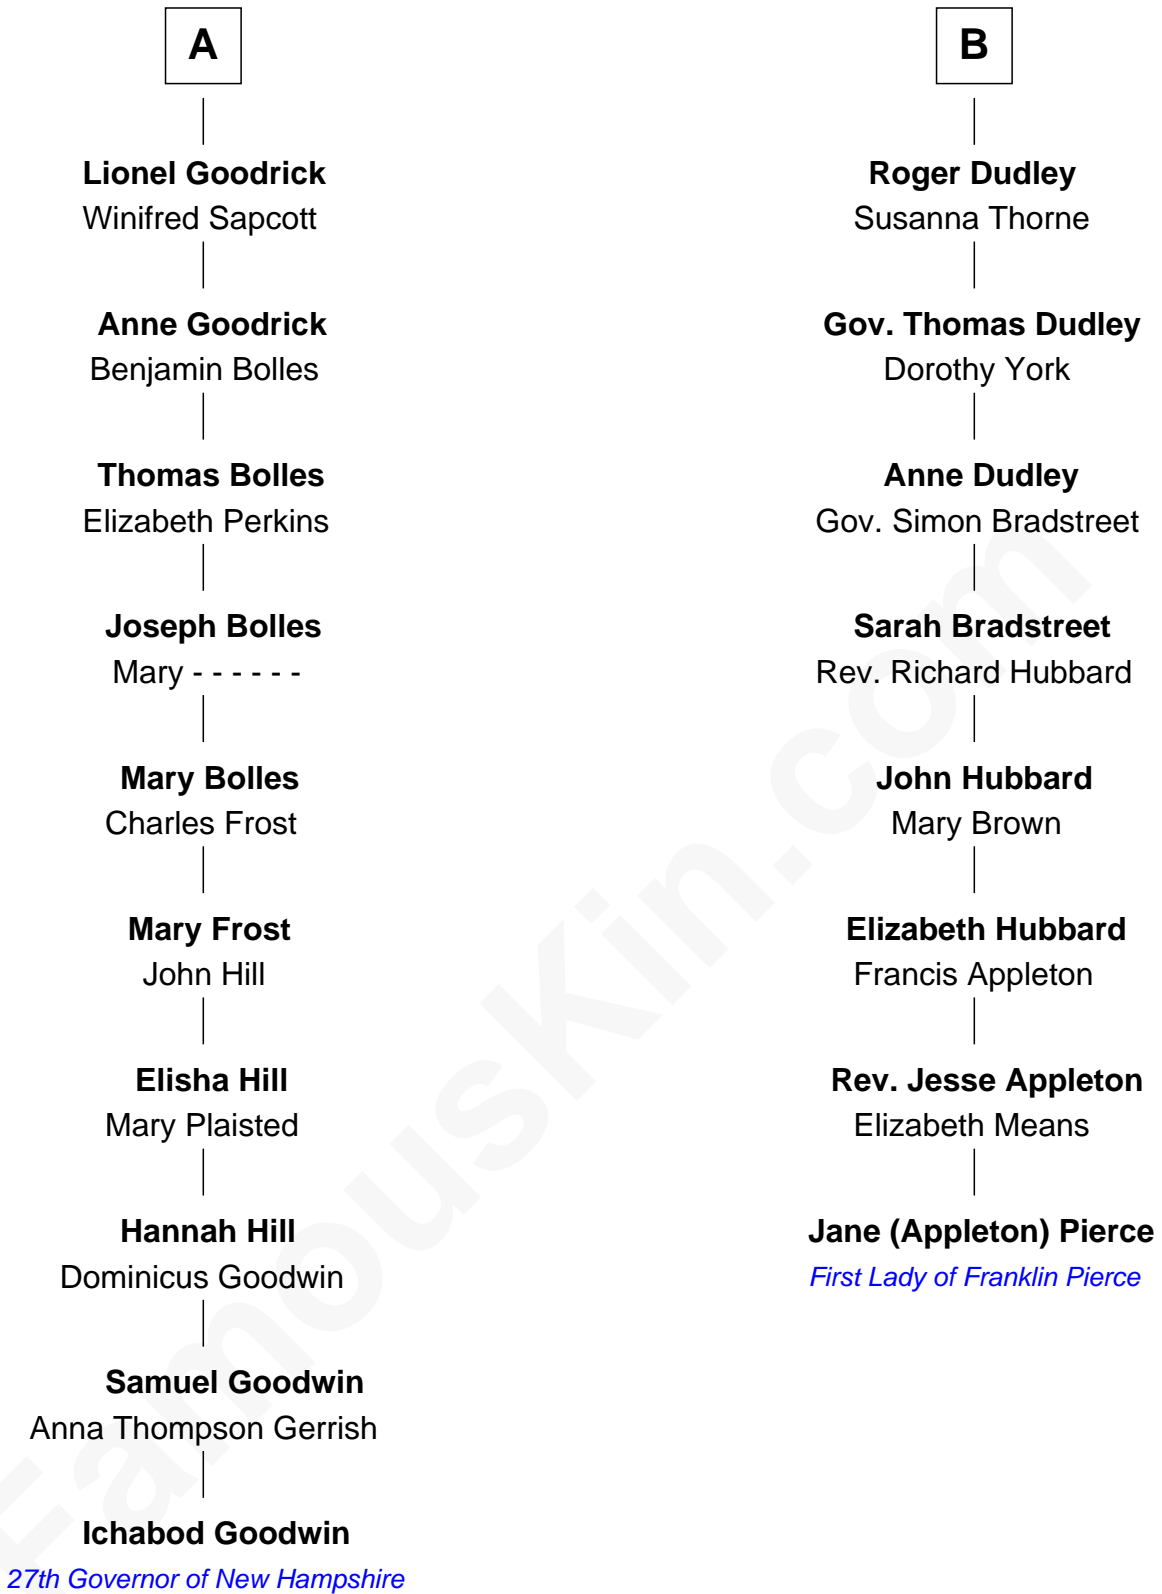 A
Lionel Goodrick
Winifred Sapcott
Anne Goodrick
Benjamin Bolles
Thomas Bolles
Elizabeth Perkins
Joseph Bolles
Mary - - - - - -
Mary Bolles
Charles Frost
Mary Frost
John Hill
Elisha Hill
Mary Plaisted
Hannah Hill
Dominicus Goodwin
Samuel Goodwin
Anna Thompson Gerrish
Ichabod Goodwin
27th Governor of New Hampshire
B
Roger Dudley
Susanna Thorne
Gov. Thomas Dudley
Dorothy York
Anne Dudley
Gov. Simon Bradstreet
Sarah Bradstreet
Rev. Richard Hubbard
John Hubbard
Mary Brown
Elizabeth Hubbard
Francis Appleton
Rev. Jesse Appleton
Elizabeth Means
Jane (Appleton) Pierce
First Lady of Franklin Pierce
FamousKin.com